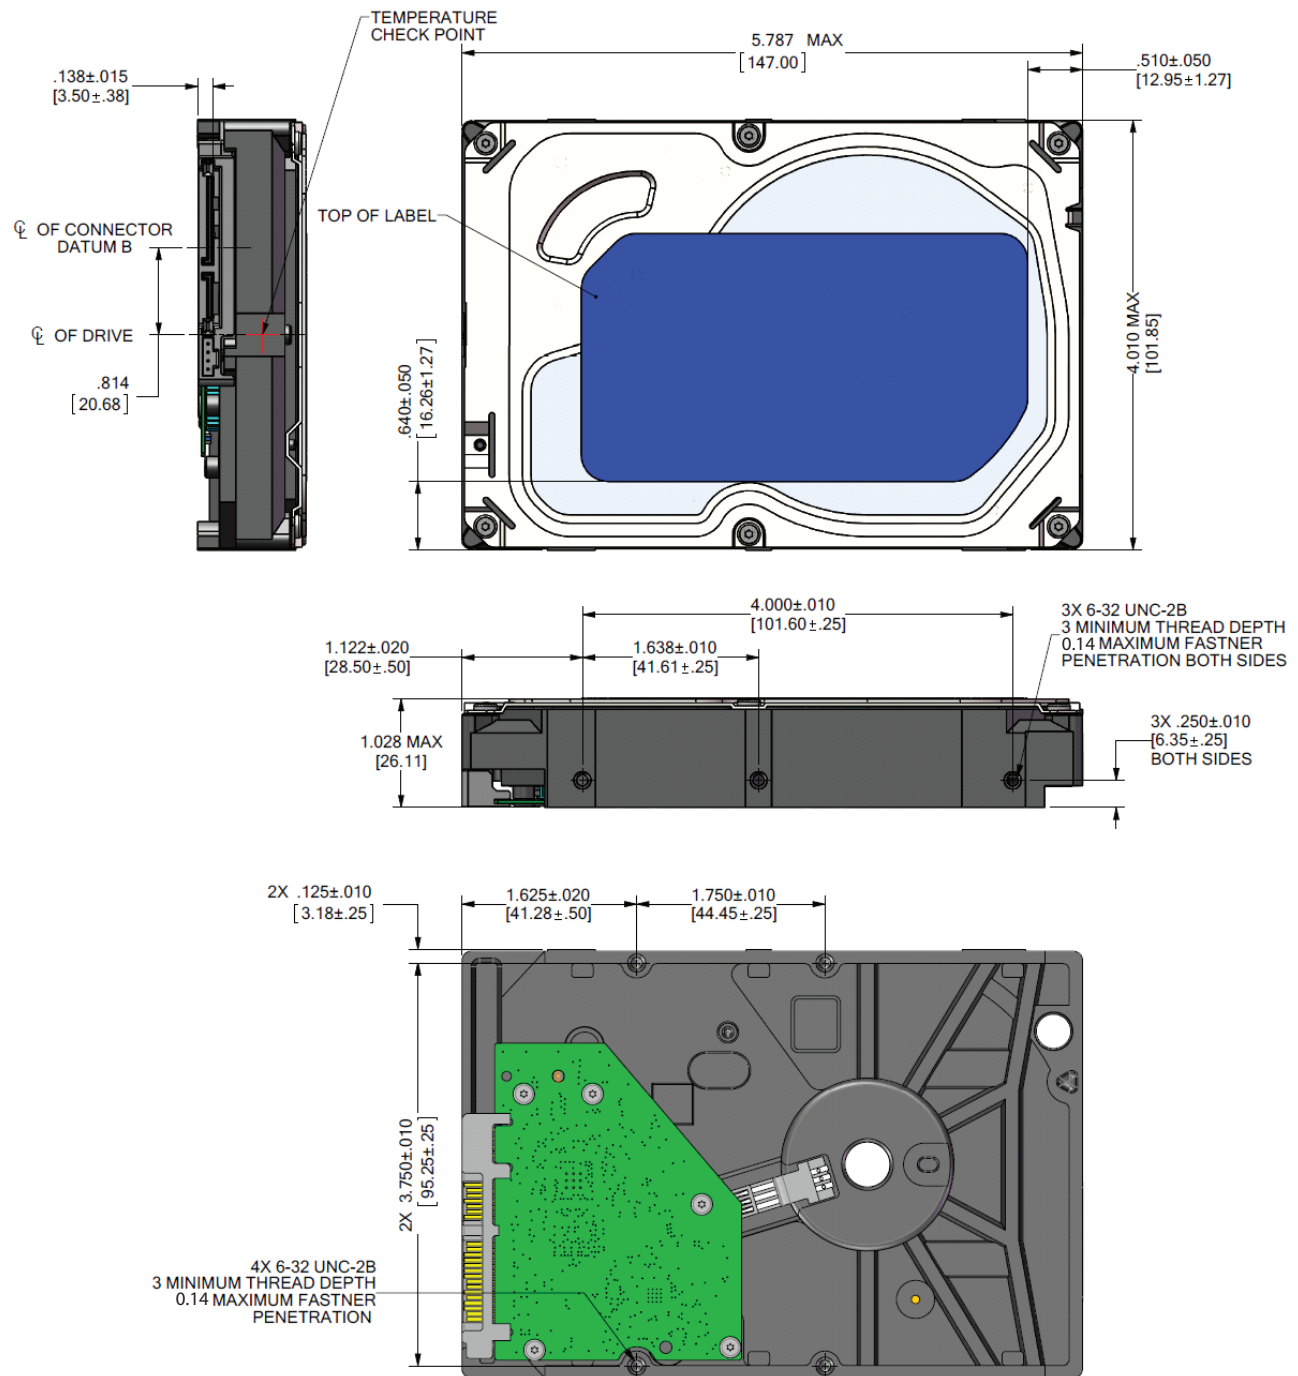 TEMPERATURE
CHECK POINT
5.787 MAX
[147.00]
.510±.050
[12.95±1.27]
.138±.015
[3.50±.38]
℄ OF CONNECTOR
DATUM B
TOP OF LABEL
℄ OF DRIVE
.814
[20.68]
.640±.050
[16.26±1.27]
4.010 MAX
[101.85]
4.000±.010
[101.60±.25]
3X 6-32 UNC-2B
3 MINIMUM THREAD DEPTH
0.14 MAXIMUM FASTNER
PENETRATION BOTH SIDES
1.122±.020
[28.50±.50]
1.638±.010
[41.61±.25]
1.028 MAX
[26.11]
3X .250±.010
[6.35±.25]
BOTH SIDES
2X .125±.010
[3.18±.25]
1.625±.020
[41.28±.50]
1.750±.010
[44.45±.25]
2X 3.750±.010
[95.25±.25]
4X 6-32 UNC-2B
3 MINIMUM THREAD DEPTH
0.14 MAXIMUM FASTNER
PENETRATION